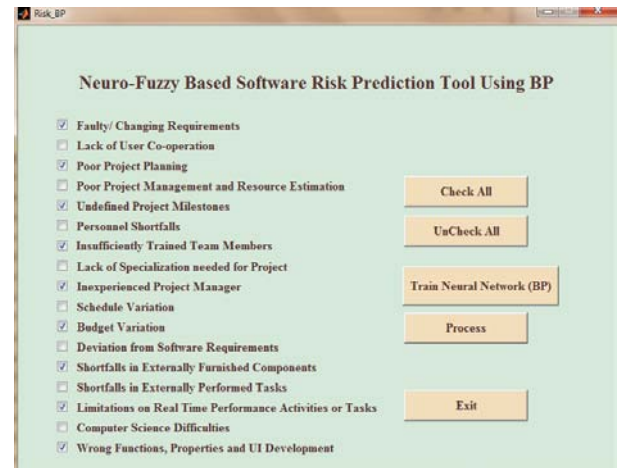 Risk_BP
Neuro-Fuzzy Based Software Risk Prediction Tool Using BP
Faulty/ Changing Requirements
Lack of User Co-operation
Poor Project Planning
Poor Project Management and Resource Estimation
Undefined Project Milestones
Personnel Shortfalls
Insufficiently Trained Team Members
Lack of Specialization needed for Project
Inexperienced Project Manager
Schedule Variation
Budget Variation
Deviation from Software Requirements
Shortfalls in Externally Furnished Components
Shortfalls in Externally Performed Tasks
Limitations on Real Time Performance Activities or Tasks
Computer Science Difficulties
Wrong Functions, Properties and UI Development
Check All
UnCheck All
Train Neural Network (BP)
Process
Exit